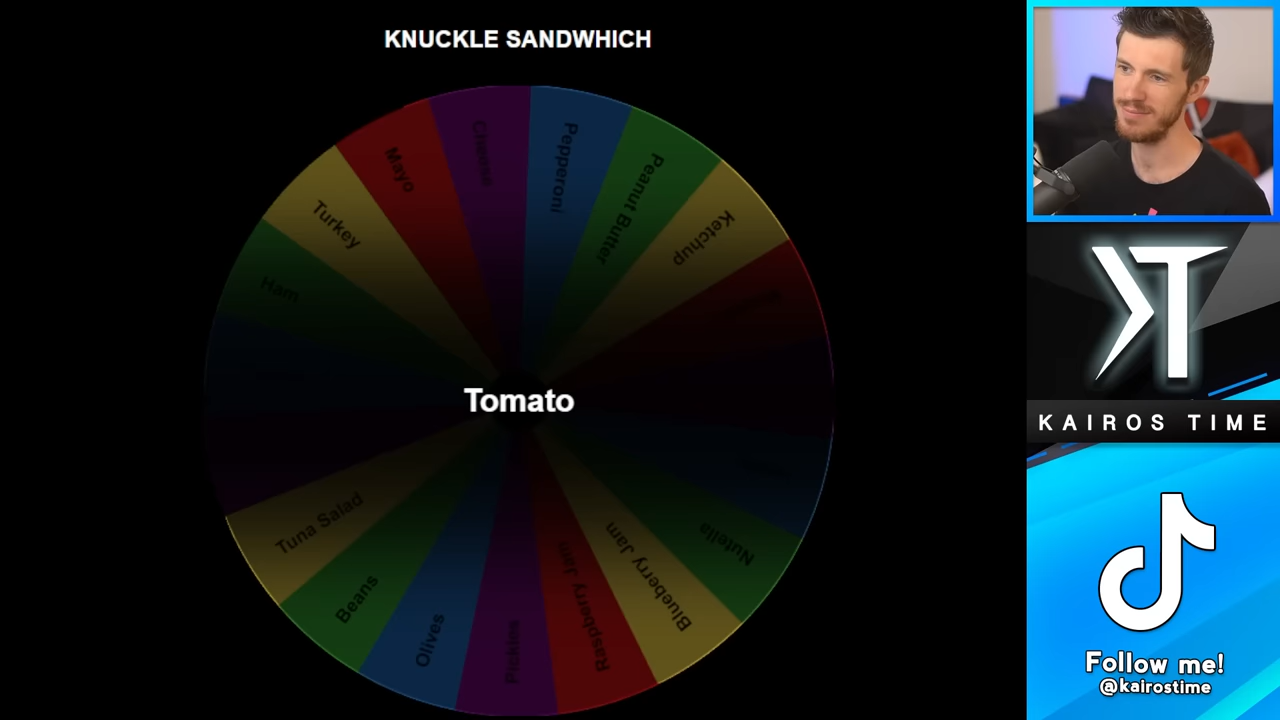 KNUCKLE SANDWHICH
Cheese
Pepperoni
Peanut Butter
Ketchup
Mayo
Turkey
Ham
Tomato
Tuna Salad
Beans
Olives
Pickles
Raspberry Jam
Blueberry Jam
Nutella
KT
KAIROS TIME
Follow me!
@kairostime